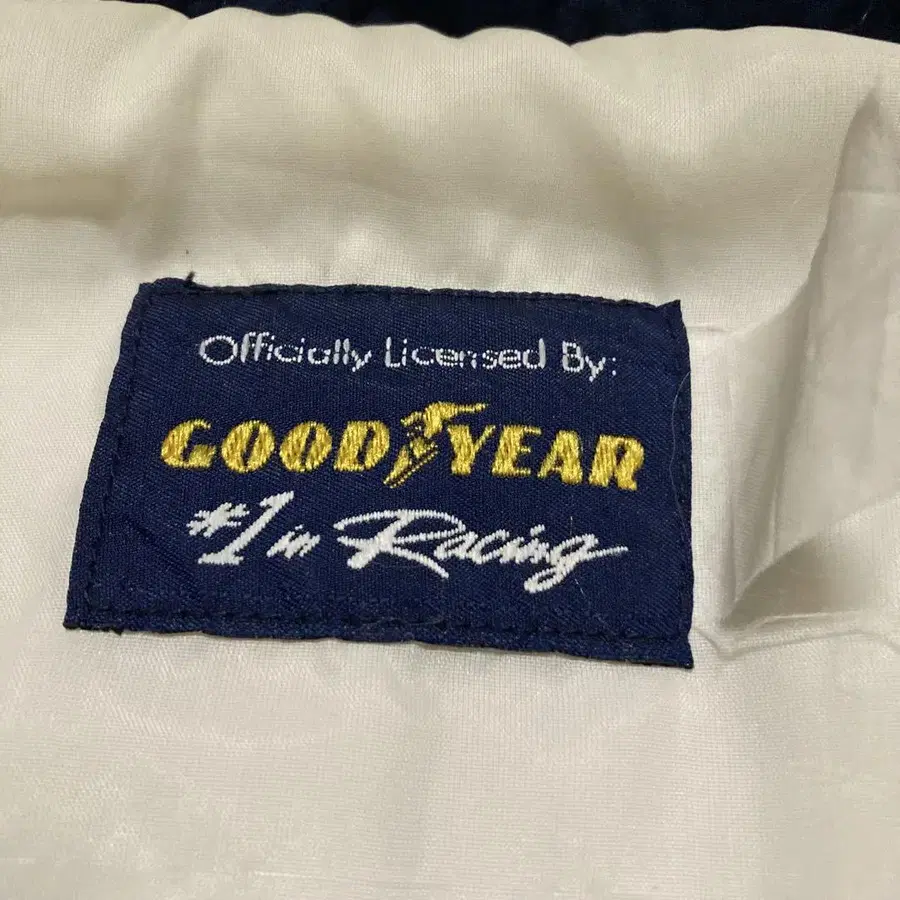 Officially Licensed By:
GOODYEAR
#1 in Racing